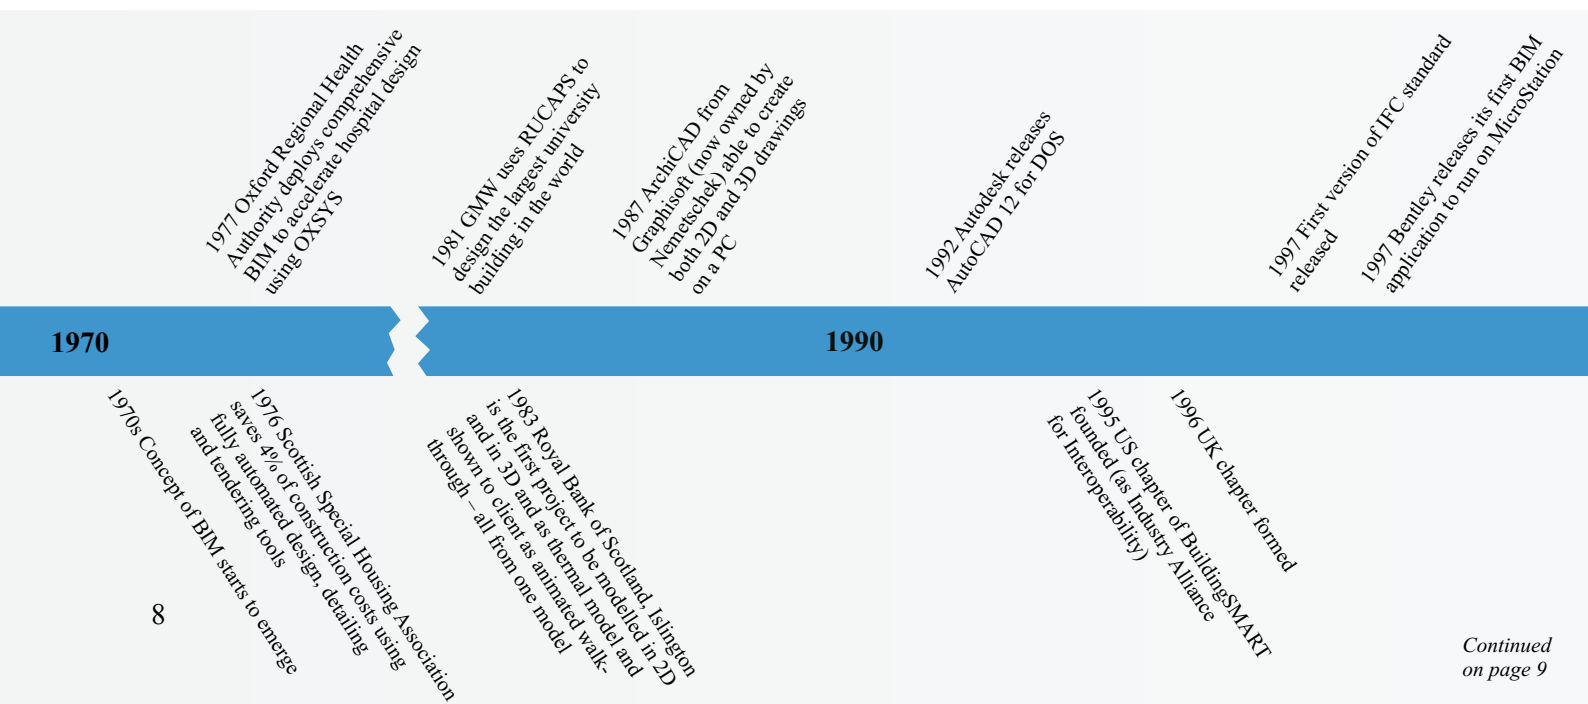 1977 Oxford Regional Health
Authority deploys comprehensive
BIM to accelerate hospital design
using OXSYS
1981 GMW uses RUCAPS to
design the largest university
building in the world
1987 ArchiCAD from
Graphisoft (now owned by
Nemetschek) able to create
both 2D and 3D drawings
on a PC
1992 Autodesk releases
AutoCAD 12 for DOS
1997 First version of IFC standard
released
1997 Bentley releases its first BIM
application to run on MicroStation
1970
1990
1970s Concept of BIM starts to emerge
1976 Scottish Special Housing Association
saves 4% of construction costs using
fully automated design, detailing
and tendering tools
1983 Royal Bank of Scotland, Islington
is the first project to be modelled in 2D
and in 3D and as thermal model and
shown to client as animated walk-
through – all from one model
1995 US chapter of BuildingSMART
founded (as Industry Alliance
for Interoperability)
1996 UK chapter formed
8
Continued
on page 9